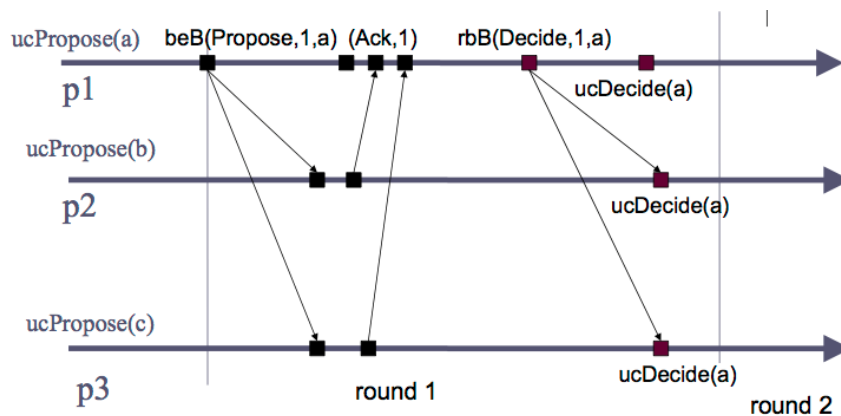 ucPropose(a) beB(Propose,1,a) (Ack,1) rbB(Decide,1,a)
p1 ucDecide(a)
ucPropose(b)
p2 ucDecide(a)
ucPropose(c)
p3 round 1 ucDecide(a)
round 2